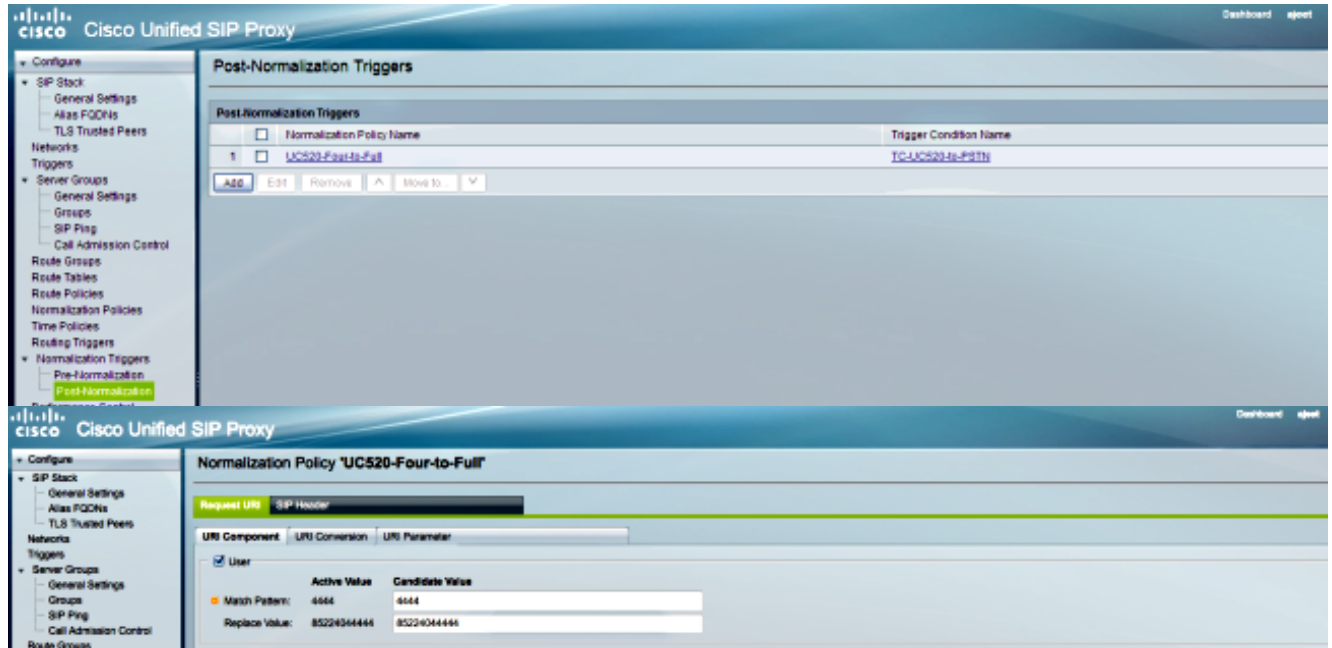 cisco Cisco Unified SIP Proxy Dashboard ajeet
Configure Post-Normalization Triggers
SIP Stack
General Settings
Alias FQDNs Post-Normalization Triggers
TLS Trusted Peers Normalization Policy Name Trigger Condition Name
Networks
Triggers 1 UC520-Four-to-Full TC-UC520-to-PSTN
Server Groups Add Edit Remove Move to...
General Settings
Groups
SIP Ping
Call Admission Control
Route Groups
Route Tables
Route Policies
Normalization Policies
Time Policies
Routing Triggers
Normalization Triggers
Pre-Normalization
Post-Normalization
cisco Cisco Unified SIP Proxy Dashboard ajeet
Configure Normalization Policy 'UC520-Four-to-Full'
SIP Stack
General Settings
Alias FQDNs Request URI SIP Header
TLS Trusted Peers
Networks URI Component URI Conversion URI Parameter
Triggers User
Server Groups
General Settings Active Value Candidate Value
Groups Match Pattern: 4444 4444
SIP Ping
Call Admission Control Replace Value: 85224044444 85224044444
Route Groups